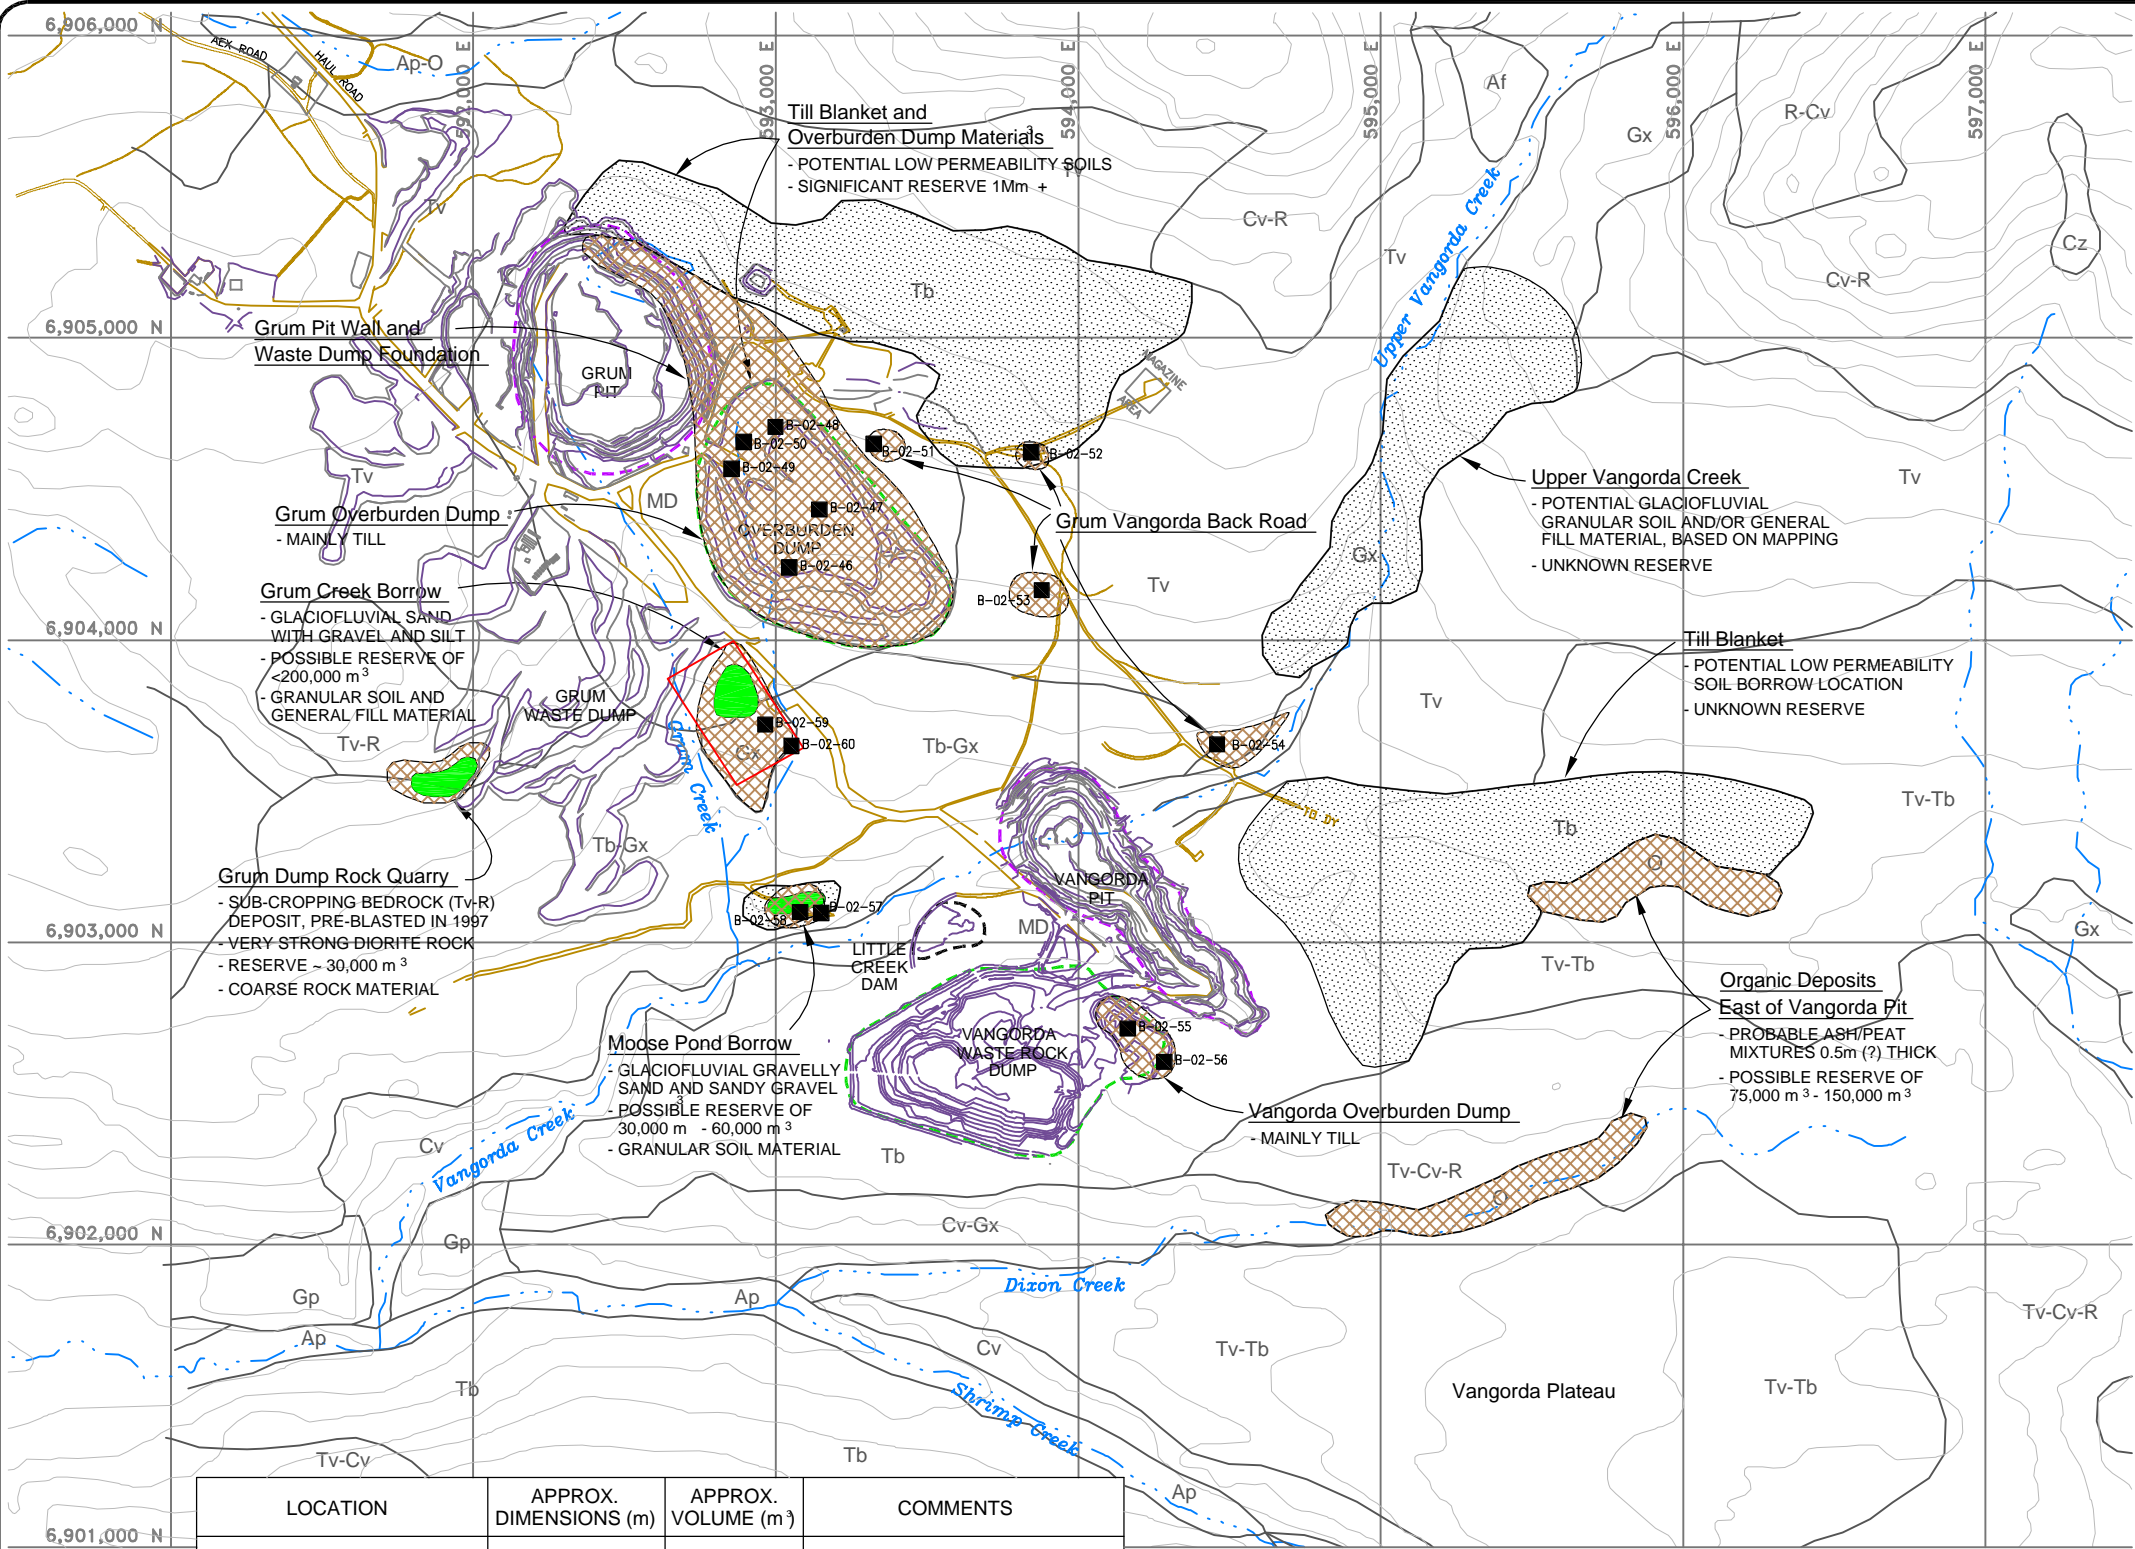 6,906,000 N
592,000 E
593,000 E
594,000 E
595,000 E
596,000 E
597,000 E
AEX ROAD
HAUL ROAD
Ap-O
Af
Gx
R-Cv
Till Blanket and
Overburden Dump Materials 3
- POTENTIAL LOW PERMEABILITY SOILS
- SIGNIFICANT RESERVE 1Mm +
Tv
Tv
Cv-R
Tv
Upper Vangorda Creek
Cz
Cv-R
Tb
6,905,000 N
Grum Pit Wall and
Waste Dump Foundation
GRUM
PIT
MAGAZINE
AREA
B-02-48
B-02-50
B-02-49
B-02-51
B-02-52
B-02-47
OVERBURDEN
DUMP
B-02-46
B-02-53
Tv
MD
Grum Overburden Dump
- MAINLY TILL
Grum Vangorda Back Road
Upper Vangorda Creek
- POTENTIAL GLACIOFLUVIAL
GRANULAR SOIL AND/OR GENERAL
FILL MATERIAL, BASED ON MAPPING
- UNKNOWN RESERVE
Tv
Gx
Tv
Grum Creek Borrow
- GLACIOFLUVIAL SAND
WITH GRAVEL AND SILT
- POSSIBLE RESERVE OF
<200,000 m 3
- GRANULAR SOIL AND
GENERAL FILL MATERIAL
6,904,000 N
Till Blanket
- POTENTIAL LOW PERMEABILITY
SOIL BORROW LOCATION
- UNKNOWN RESERVE
GRUM
WASTE DUMP
Tv-R
Grum Creek
B-02-59
B-02-60
Gx
Tb-Gx
Tv
B-02-54
TO DY
Tv-Tb
Tb
O
Tb-Gx
Grum Dump Rock Quarry
- SUB-CROPPING BEDROCK (Tv-R)
DEPOSIT, PRE-BLASTED IN 1997
- VERY STRONG DIORITE ROCK
- RESERVE ~ 30,000 m 3
- COARSE ROCK MATERIAL
6,903,000 N
B-02-58
B-02-57
VANGORDA
PIT
MD
LITTLE
CREEK
DAM
Gx
Tv-Tb
Organic Deposits
East of Vangorda Pit
- PROBABLE ASH/PEAT
MIXTURES 0.5m (?) THICK
- POSSIBLE RESERVE OF
75,000 m 3 - 150,000 m 3
Moose Pond Borrow
- GLACIOFLUVIAL GRAVELLY
SAND AND SANDY GRAVEL
- POSSIBLE RESERVE OF
30,000 m 3 - 60,000 m 3
- GRANULAR SOIL MATERIAL
VANGORDA
WASTE ROCK
DUMP
B-02-55
B-02-56
Vangorda Overburden Dump
- MAINLY TILL
Cv
Vangorda Creek
Tb
Tv-Cv-R
O
6,902,000 N
Gp
Cv-Gx
Dixon Creek
Gp
Ap
Ap
Tv-Cv-R
Cv
Tv-Tb
Tb
Shrimp Creek
Vangorda Plateau
Tv-Tb
Tv-Cv
Tb
Ap
6,901,000 N
LOCATION
APPROX.
DIMENSIONS (m)
APPROX.
VOLUME (m 3)
COMMENTS